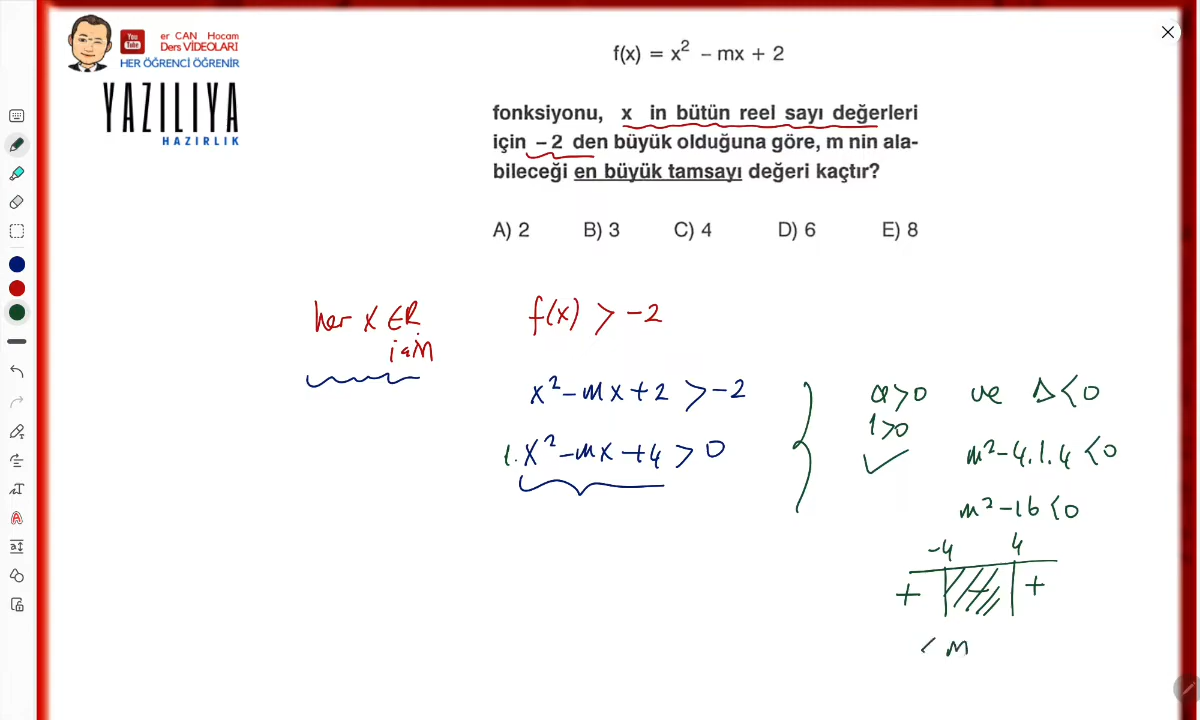 er CAN Hocam
You Tube
Ders VİDEOLARI
HER ÖĞRENCİ ÖĞRENİR
YAZILIYA
HAZIRLIK
f(x) = x² − mx + 2
fonksiyonu, x in bütün reel sayı değerleri
için −2 den büyük olduğuna göre, m nin ala-
bileceği en büyük tamsayı değeri kaçtır?
A) 2 B) 3 C) 4 D) 6 E) 8
her x ∈R
için
f(x) > −2
x² − mx + 2 > −2
1. x² − mx + 4 > 0
a>0 ve Δ<0
1>0
m² − 4.1.4 <0
m² − 16 <0
−4 4
+ − +
< m